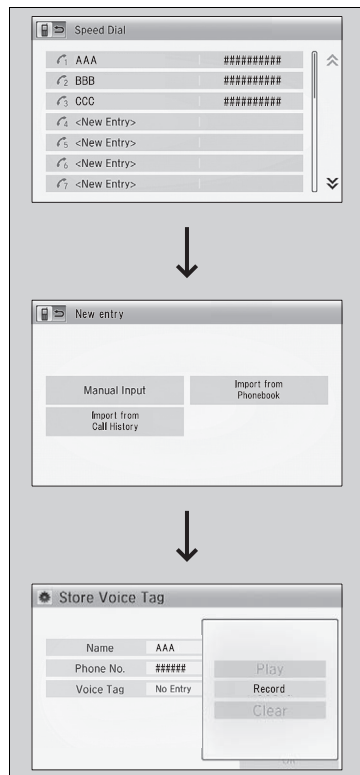 Speed Dial
1 AAA ##########
2 BBB ##########
3 CCC ##########
4 <New Entry>
5 <New Entry>
6 <New Entry>
7 <New Entry>
New entry
Manual Input
Import from
Phonebook
Import from
Call History
Store Voice Tag
Name AAA
Phone No. ######
Voice Tag No Entry
Play
Record
Clear